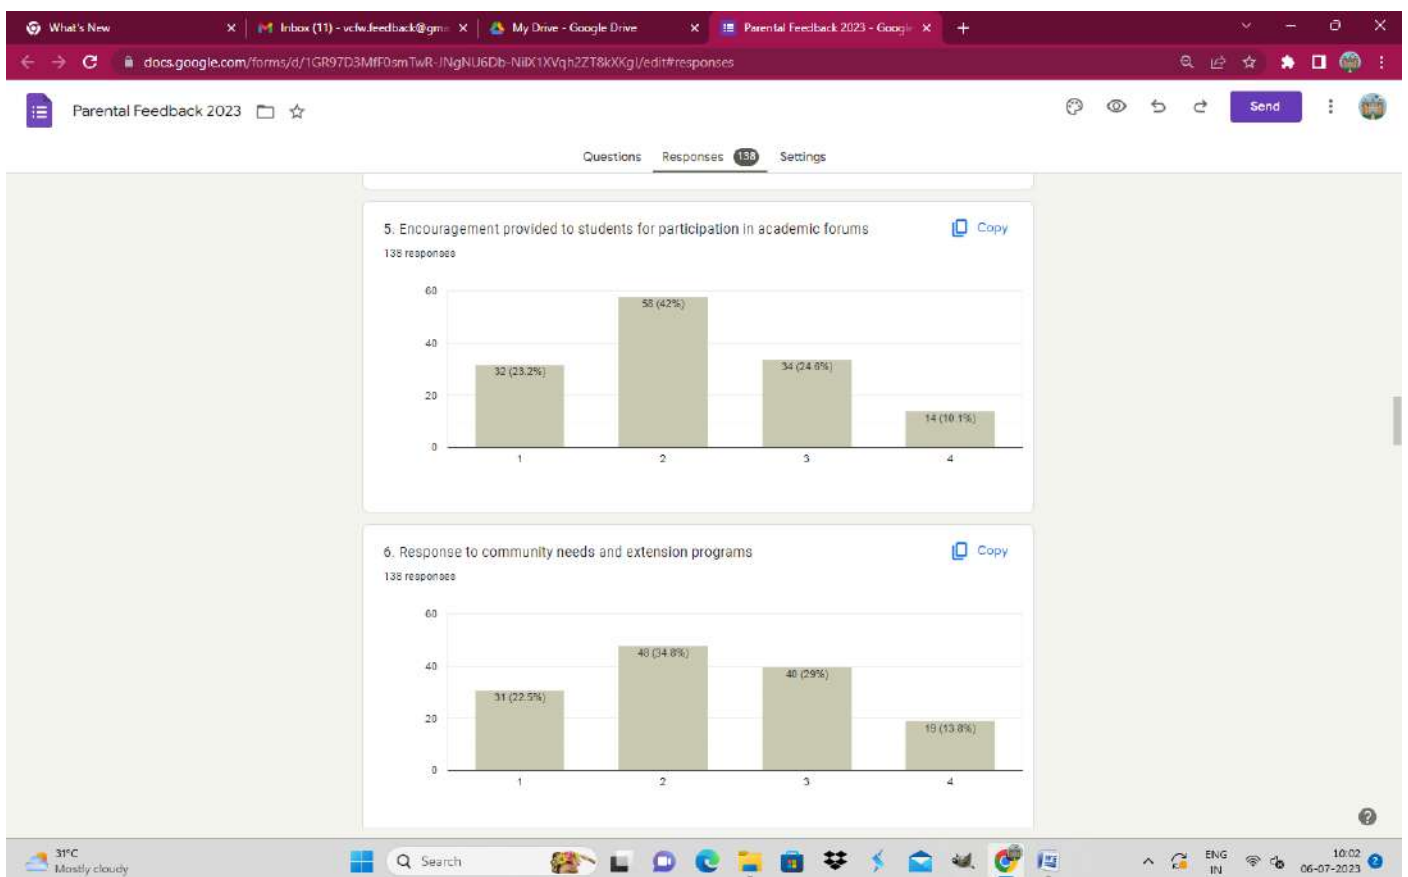 What's New
Inbox (11) - vcfw.feedback@gm
My Drive - Google Drive
Parental Feedback 2023 - Googl
docs.google.com/forms/d/
edit#responses
Parental Feedback 2023
Send
Questions Responses 138 Settings
5. Encouragement provided to students for participation in academic forums
Copy
138 responses
60
58 (42%)
40
32 (23.2%)
34 (24.6%)
20
14 (10.1%)
0
1 2 3 4
6. Response to community needs and extension programs
Copy
138 responses
60
48 (34.8%)
40
40 (29%)
31 (22.5%)
20
19 (13.8%)
0
1 2 3 4
31°C
Mostly cloudy
Search
ENG
IN
10:02
06-07-2023
2